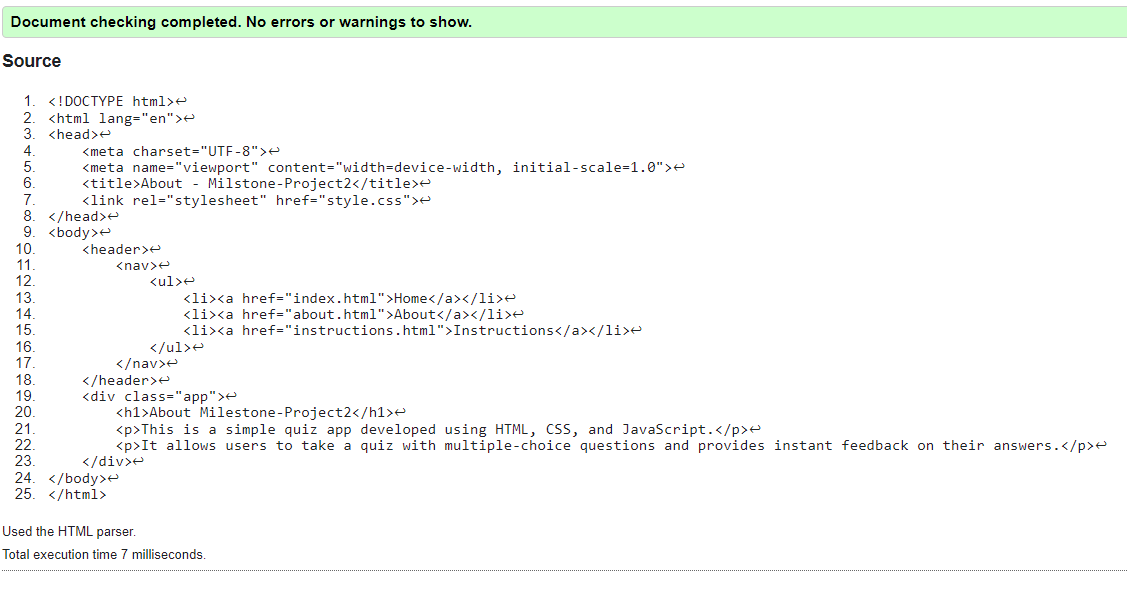 Document checking completed. No errors or warnings to show.
Source
1. <!DOCTYPE html>↩
2. <html lang="en">↩
3. <head>↩
4.     <meta charset="UTF-8">↩
5.     <meta name="viewport" content="width=device-width, initial-scale=1.0">↩
6.     <title>About - Milstone-Project2</title>↩
7.     <link rel="stylesheet" href="style.css">↩
8. </head>↩
9. <body>↩
10.     <header>↩
11.         <nav>↩
12.             <ul>↩
13.                 <li><a href="index.html">Home</a></li>↩
14.                 <li><a href="about.html">About</a></li>↩
15.                 <li><a href="instructions.html">Instructions</a></li>↩
16.             </ul>↩
17.         </nav>↩
18.     </header>↩
19.     <div class="app">↩
20.         <h1>About Milestone-Project2</h1>↩
21.         <p>This is a simple quiz app developed using HTML, CSS, and JavaScript.</p>↩
22.         <p>It allows users to take a quiz with multiple-choice questions and provides instant feedback on their answers.</p>↩
23.     </div>↩
24. </body>↩
25. </html>
Used the HTML parser.
Total execution time 7 milliseconds.